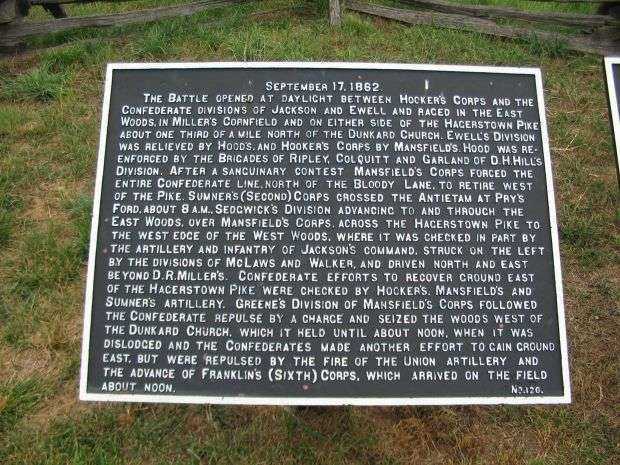 September 17, 1862.
The Battle opened at daylight between Hooker's Corps and the
Confederate divisions of Jackson and Ewell and raced in the East
Woods, in Miller's Cornfield and on either side of the Hagerstown Pike
about one third of a mile north of the Dunkard Church. Ewell's Division
was relieved by Hood's, and Hooker's Corps by Mansfield's. Hood was re-
enforced by the Brigades of Ripley, Colquitt and Garland of D.H. Hill's
Division. After a sanguinary contest Mansfield's Corps forced the
entire Confederate line, north of the Bloody Lane, to retire west
of the Pike. Sumner's (Second) Corps crossed the Antietam at Pry's
Ford, about 8 A.M., Sedgwick's Division advancing to and through the
East Woods, over Mansfield's Corps, across the Hagerstown Pike to
the west edge of the West Woods, where it was checked in part by
the artillery and infantry of Jackson's command, struck on the left
by the divisions of McLaws and Walker, and driven north and east
beyond D.R. Miller's. Confederate efforts to recover ground east
of the Hagerstown Pike were checked by Hooker's, Mansfield's and
Sumner's artillery. Greene's Division of Mansfield's Corps followed
the Confederate repulse by a charge and seized the woods west of
the Dunkard Church, which it held until about noon, when it was
dislodged and the Confederates made another effort to gain ground
east, but were repulsed by the fire of the Union artillery and
the advance of Franklin's (Sixth) Corps, which arrived on the field
about noon.
No. 120.